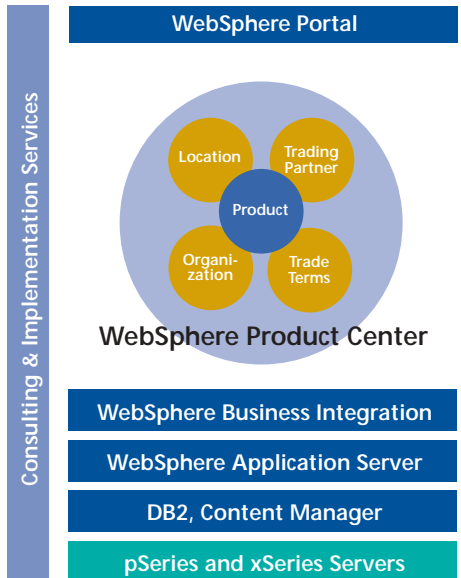 Consulting & Implementation Services
WebSphere Portal
Location
Trading
Partner
Product
Organi-
zation
Trade
Terms
WebSphere Product Center
WebSphere Business Integration
WebSphere Application Server
DB2, Content Manager
pSeries and xSeries Servers